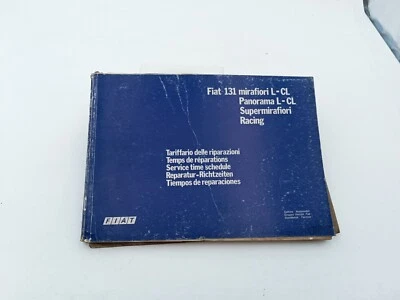 Fiat 131 mirafiori L-CL
Panorama L-CL
Supermirafiori
Racing
Tariffario delle riparazioni
Temps de réparations
Service time schedule
Reparatur-Richtzeiten
Tiempos de reparaciones
FIAT